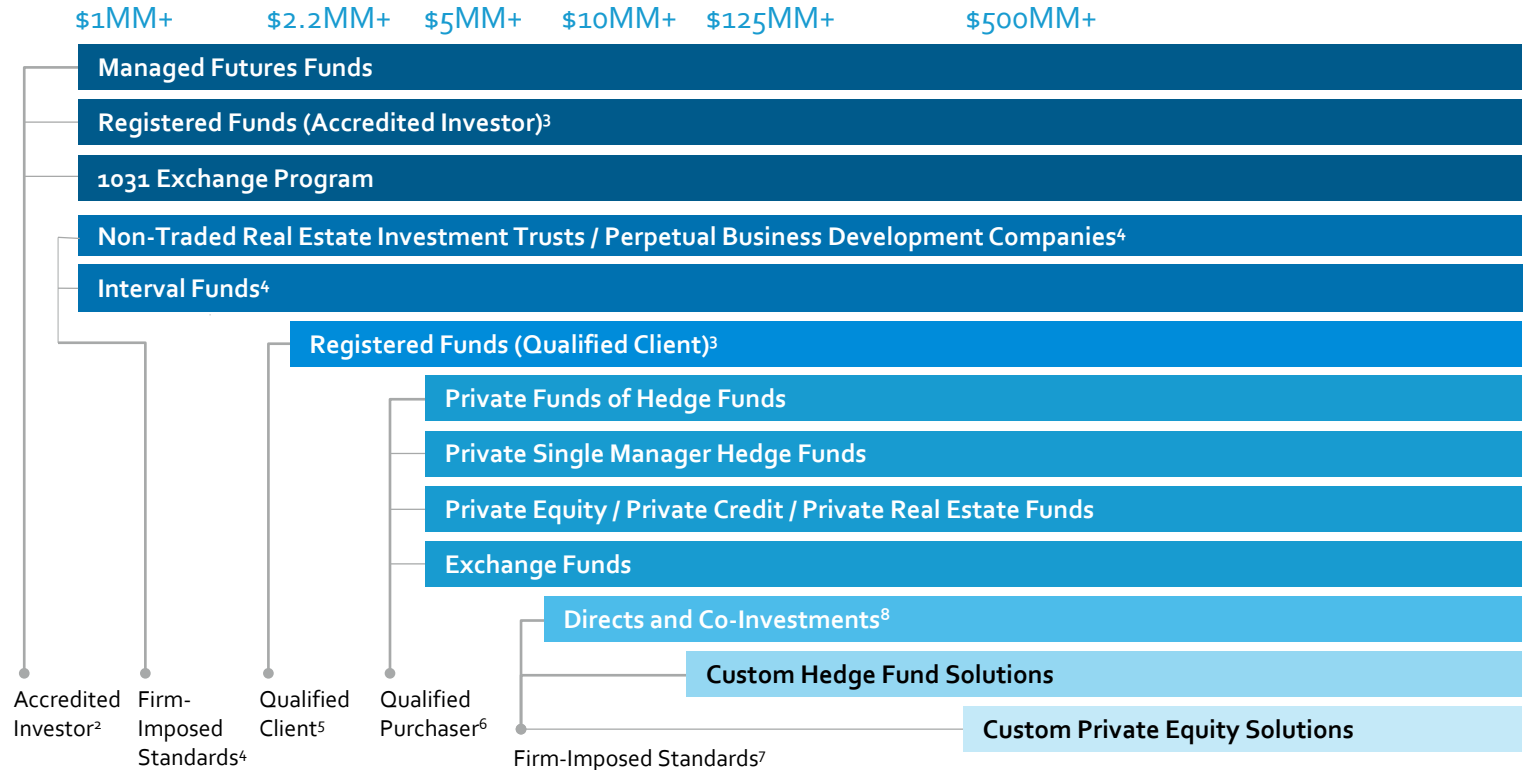 $1MM+ $2.2MM+ $5MM+ $10MM+ $125MM+ $500MM+
Managed Futures Funds
Registered Funds (Accredited Investor)³
1031 Exchange Program
Non-Traded Real Estate Investment Trusts / Perpetual Business Development Companies⁴
Interval Funds⁴
Registered Funds (Qualified Client)³
Private Funds of Hedge Funds
Private Single Manager Hedge Funds
Private Equity / Private Credit / Private Real Estate Funds
Exchange Funds
Directs and Co-Investments⁸
Custom Hedge Fund Solutions
Custom Private Equity Solutions
Accredited
Investor²
Firm-
Imposed
Standards⁴
Qualified
Client⁵
Qualified
Purchaser⁶
Firm-Imposed Standards⁷